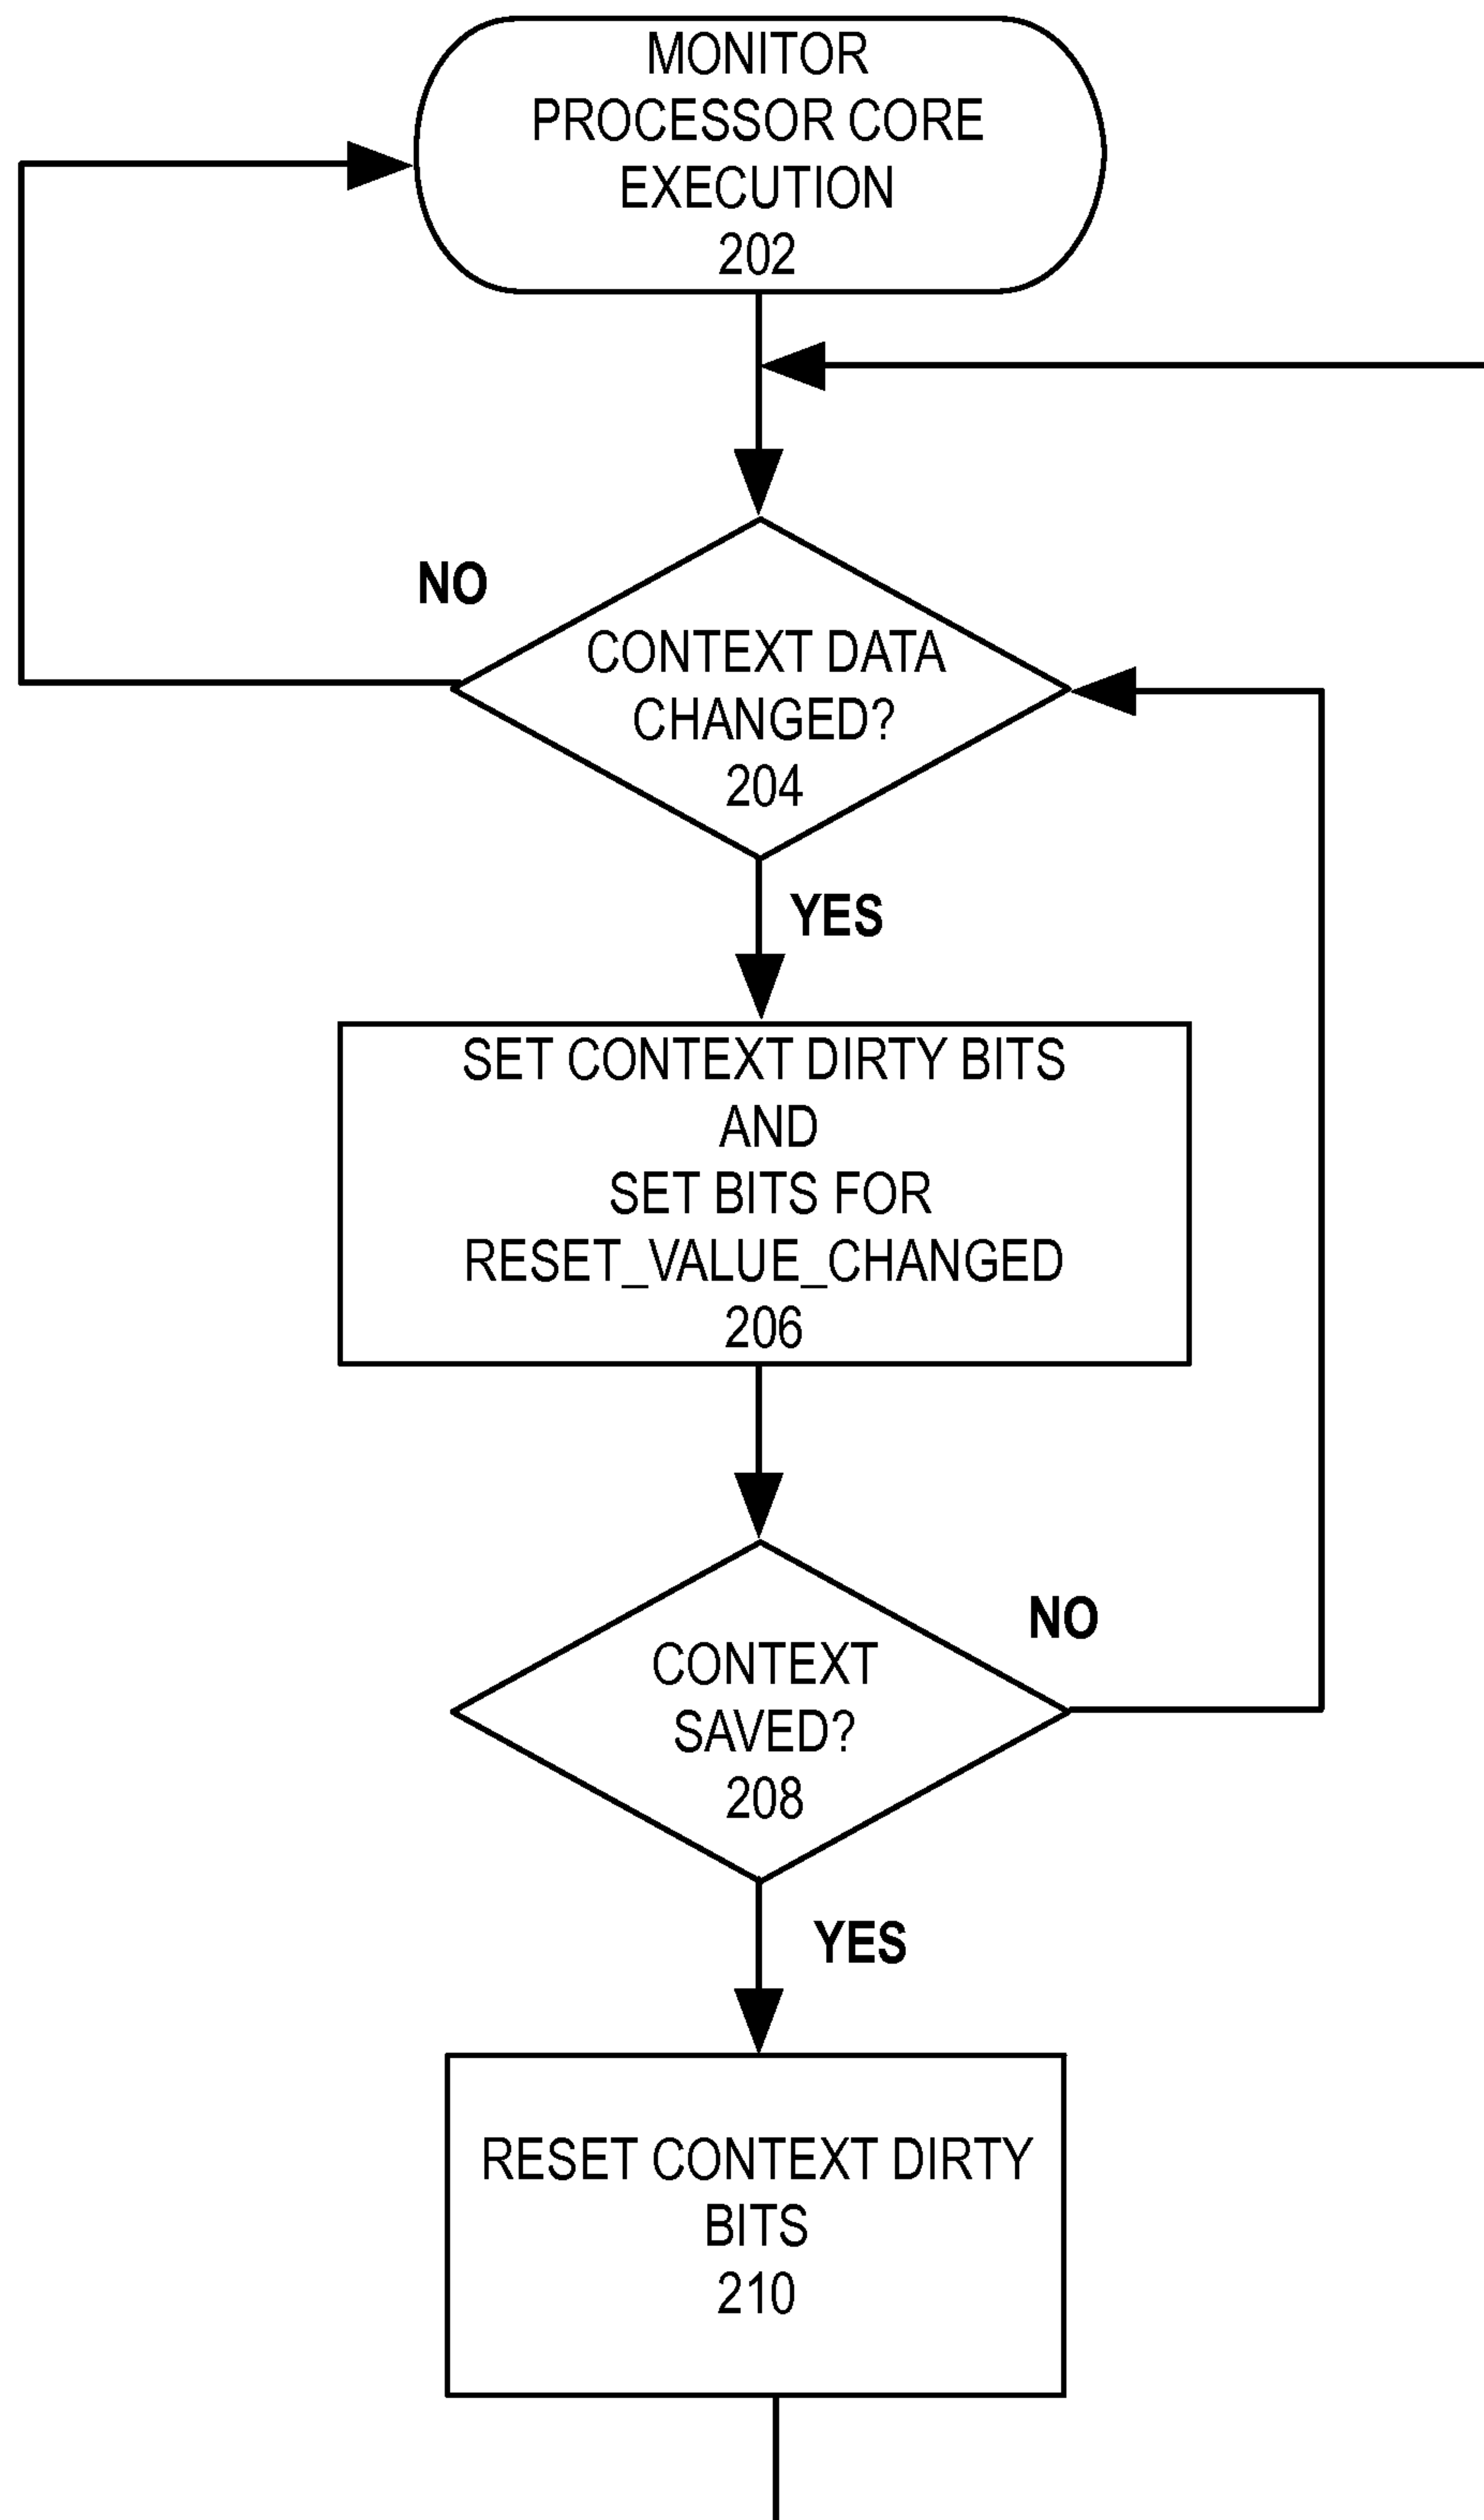 MONITOR
PROCESSOR CORE
EXECUTION
202
NO
CONTEXT DATA
CHANGED?
204
YES
SET CONTEXT DIRTY BITS
AND
SET BITS FOR
RESET_VALUE_CHANGED
206
NO
CONTEXT
SAVED?
208
YES
RESET CONTEXT DIRTY
BITS
210